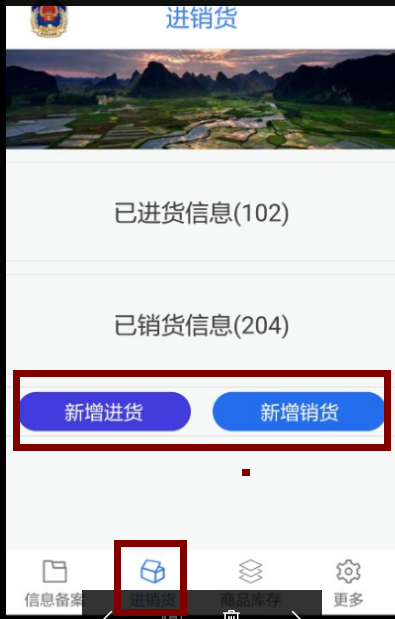 进销货
已进货信息(102)
已销货信息(204)
新增进货 新增销货
信息备案 进销货 商品库存 更多